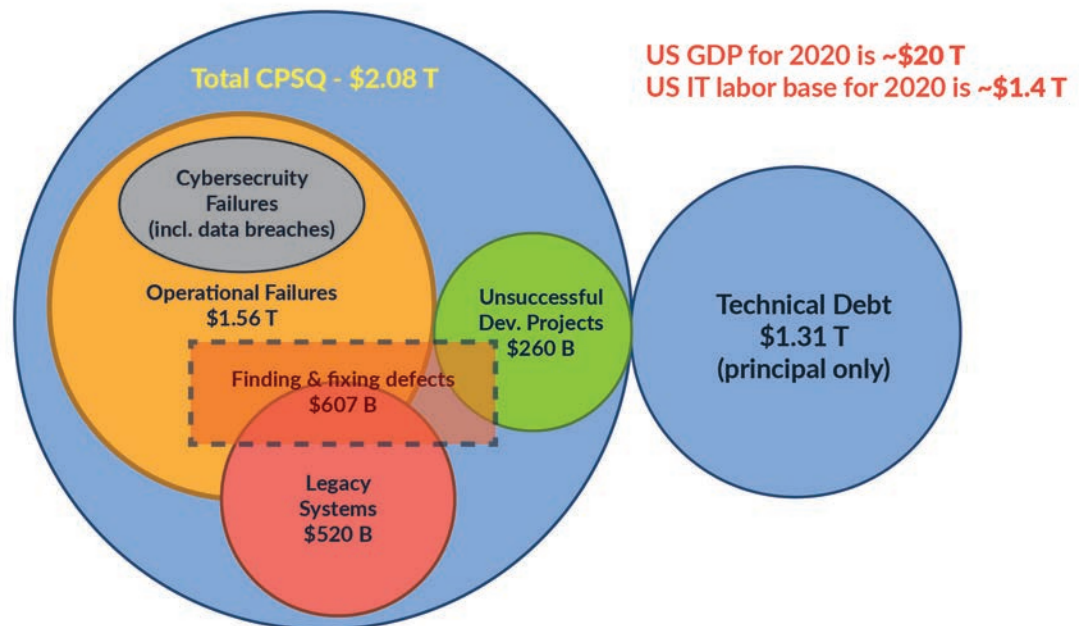 Total CPSQ - $2.08 T
US GDP for 2020 is ~$20 T
US IT labor base for 2020 is ~$1.4 T
Cybersecruity
Failures
(incl. data breaches)
Operational Failures
$1.56 T
Unsuccessful
Dev. Projects
$260 B
Technical Debt
$1.31 T
(principal only)
Finding & fixing defects
$607 B
Legacy
Systems
$520 B